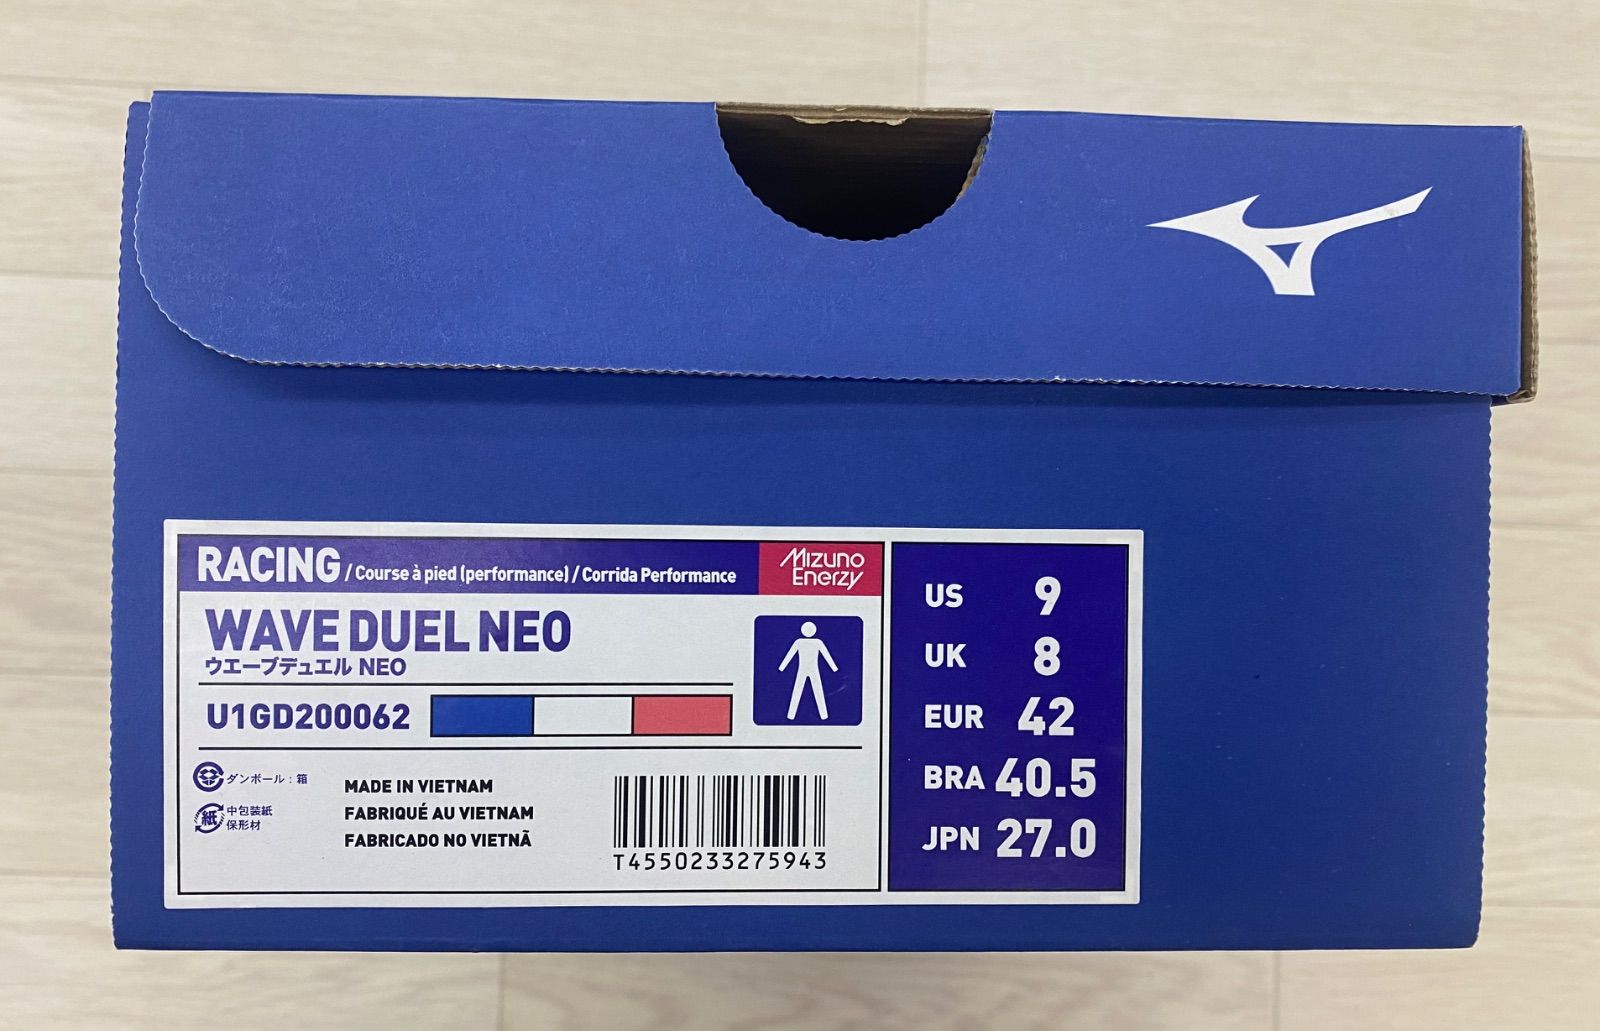 RACING / Course à pied (performance) / Corrida Performance
Mizuno
Enerzy
WAVE DUEL NEO
ウエーブデュエル NEO
U1GD200062
ダンボール：箱
紙 中包装紙
保形材
MADE IN VIETNAM
FABRIQUÉ AU VIETNAM
FABRICADO NO VIETNÃ
T4550233275943
US 9
UK 8
EUR 42
BRA 40.5
JPN 27.0